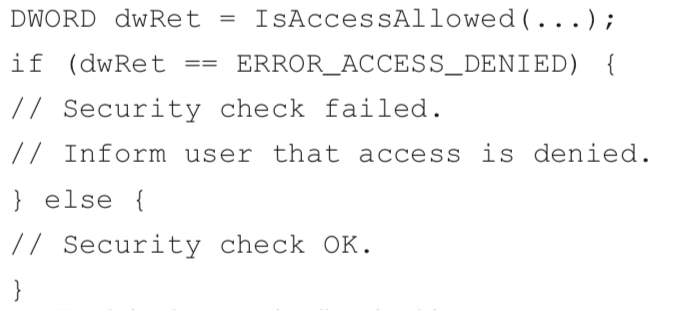 DWORD dwRet = IsAccessAllowed(...);
if (dwRet == ERROR_ACCESS_DENIED) {
// Security check failed.
// Inform user that access is denied.
} else {
// Security check OK.
}